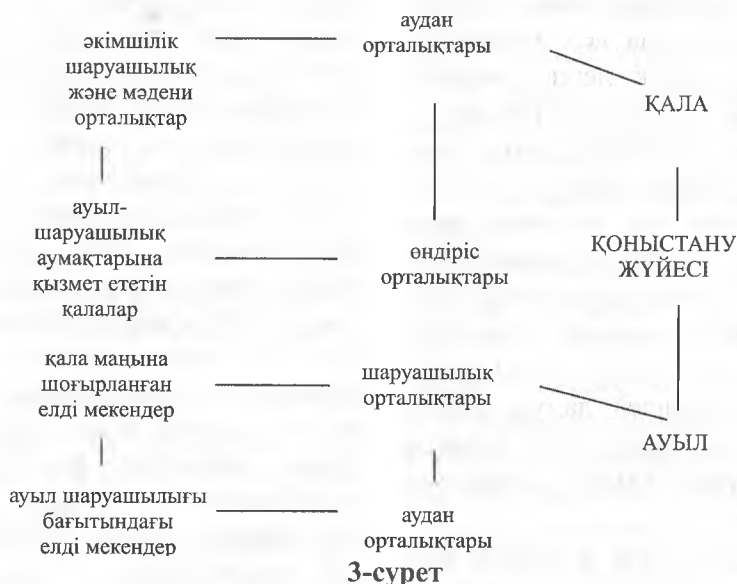 әкімшілік
шаруашылық
және мәдени
орталықтар
аудан
орталықтары
ҚАЛА
ауыл-
шаруашылық
аумақтарына
қызмет ететін
қалалар
өндіріс
орталықтары
ҚОНЫСТАНУ
ЖҮЙЕСІ
қала маңына
шоғырланған
елді мекендер
шаруашылық
орталықтары
АУЫЛ
ауыл шаруашылығы
бағытындағы
елді мекендер
аудан
орталықтары
3-сурет